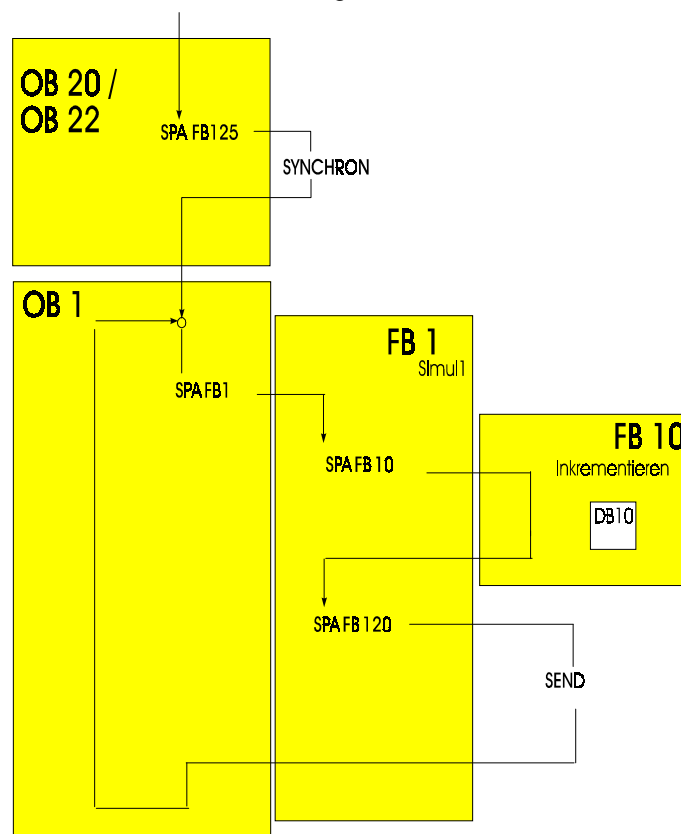 OB 20 /
OB 22
SPA FB125
SYNCHRON
OB 1
SPA FB1
FB 1
SImul1
SPA FB 10
FB 10
Inkrementieren
DB10
SPA FB 120
SEND